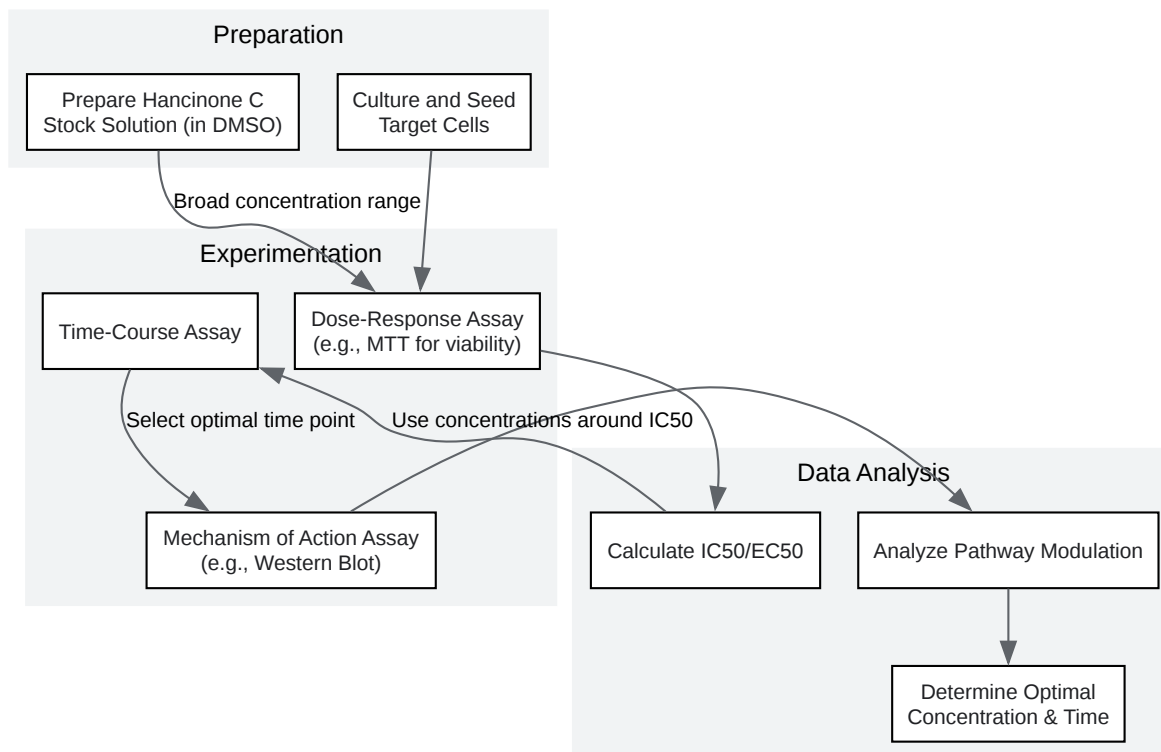 Preparation
Prepare Hancinone C
Stock Solution (in DMSO)
Culture and Seed
Target Cells
Broad concentration range
Experimentation
Time-Course Assay
Dose-Response Assay
(e.g., MTT for viability)
Select optimal time point
Use concentrations around IC50
Data Analysis
Mechanism of Action Assay
(e.g., Western Blot)
Calculate IC50/EC50
Analyze Pathway Modulation
Determine Optimal
Concentration & Time